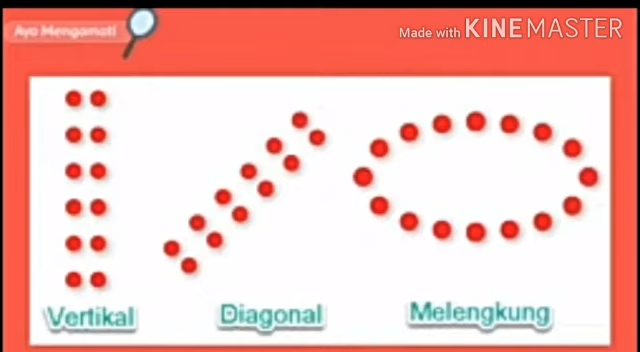 Ayo Mengamati
Made with KINEMASTER
Vertikal
Diagonal
Melengkung